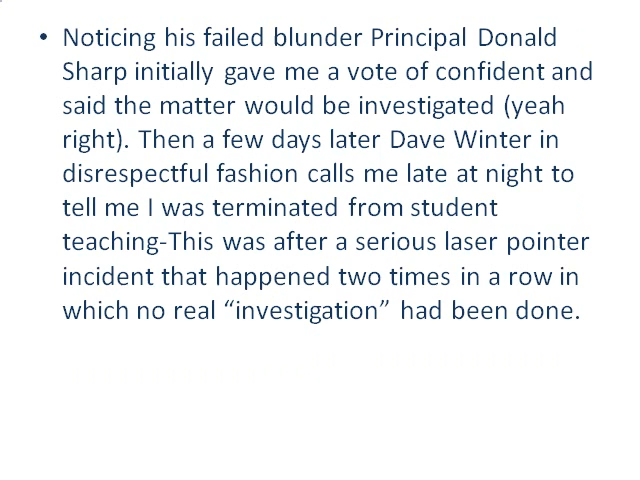 • Noticing his failed blunder Principal Donald
Sharp initially gave me a vote of confident and
said the matter would be investigated (yeah
right). Then a few days later Dave Winter in
disrespectful fashion calls me late at night to
tell me I was terminated from student
teaching-This was after a serious laser pointer
incident that happened two times in a row in
which no real “investigation” had been done.